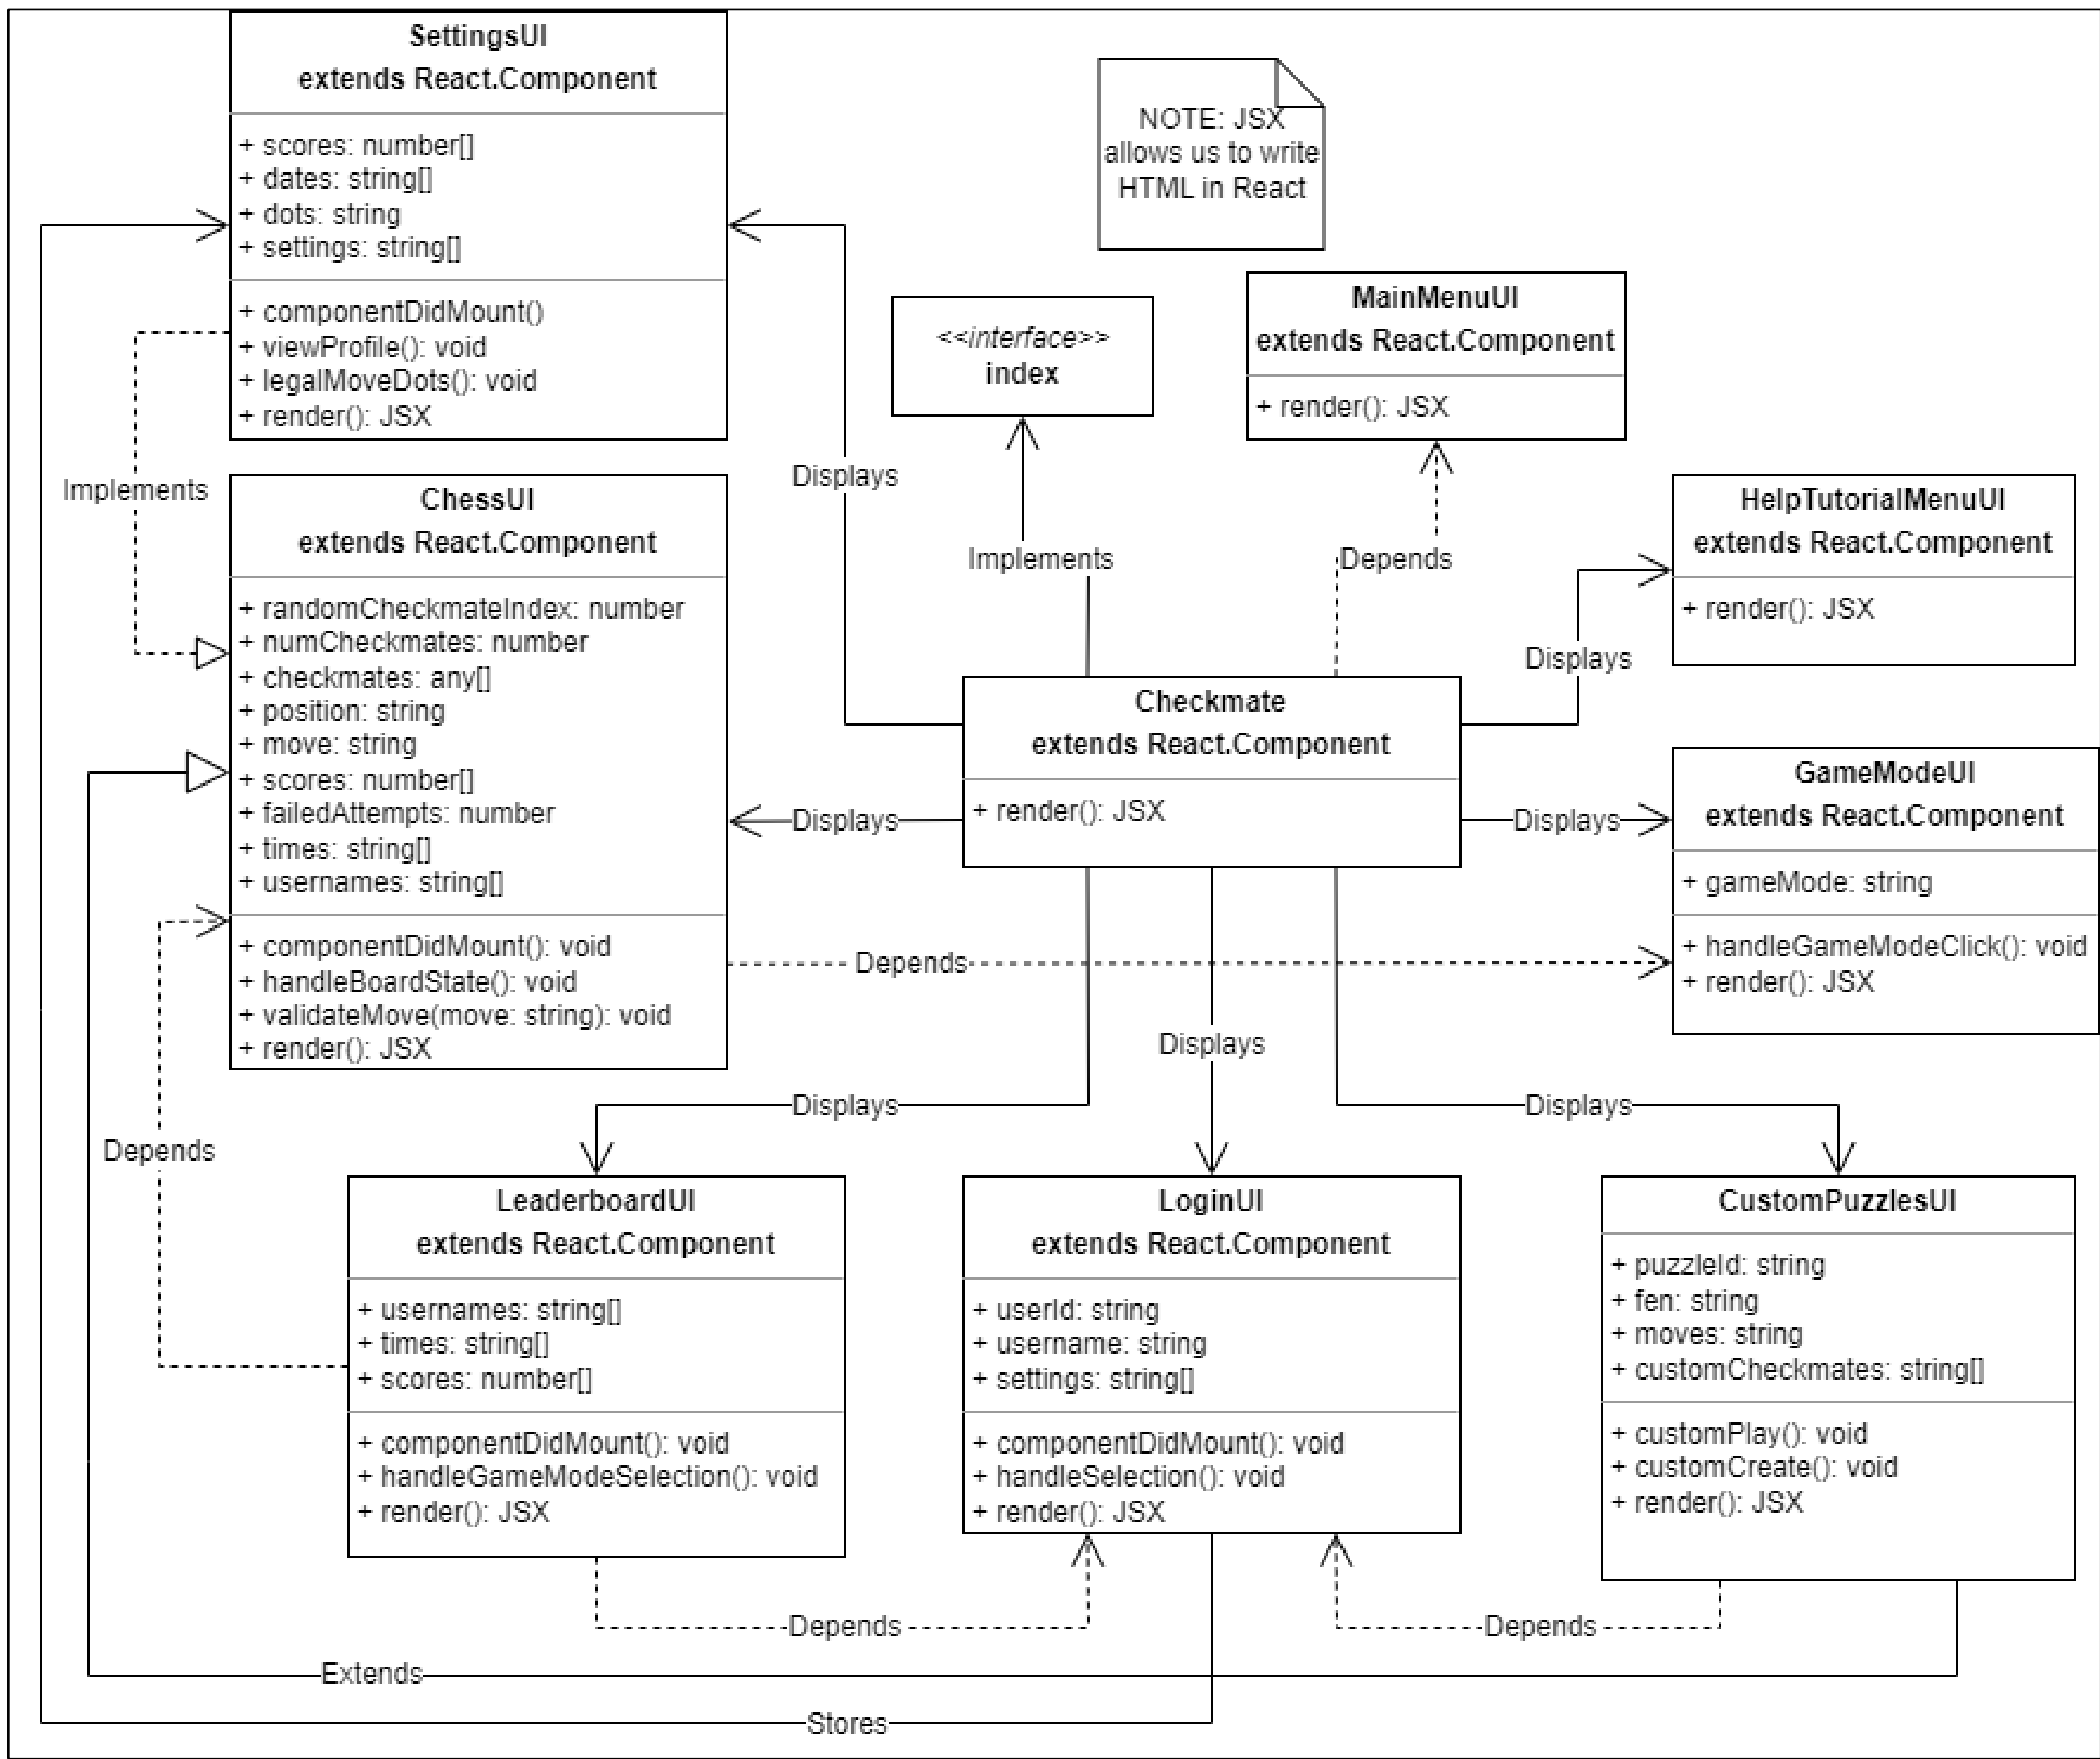 SettingsUI
extends React.Component
+ scores: number[]
+ dates: string[]
+ dots: string
+ settings: string[]
+ componentDidMount()
+ viewProfile(): void
+ legalMoveDots(): void
+ render(): JSX
NOTE: JSX
allows us to write
HTML in React
<<interface>>
index
MainMenuUI
extends React.Component
+ render(): JSX
Implements
Displays
Implements
Depends
HelpTutorialMenuUI
extends React.Component
+ render(): JSX
Displays
ChessUI
extends React.Component
+ randomCheckmateIndex: number
+ numCheckmates: number
+ checkmates: any[]
+ position: string
+ move: string
+ scores: number[]
+ failedAttempts: number
+ times: string[]
+ usernames: string[]
+ componentDidMount(): void
+ handleBoardState(): void
+ validateMove(move: string): void
+ render(): JSX
Checkmate
extends React.Component
+ render(): JSX
Displays
Displays
GameModeUI
extends React.Component
+ gameMode: string
+ handleGameModeClick(): void
+ render(): JSX
Depends
Displays
Displays
Displays
Depends
LeaderboardUI
extends React.Component
+ usernames: string[]
+ times: string[]
+ scores: number[]
+ componentDidMount(): void
+ handleGameModeSelection(): void
+ render(): JSX
LoginUI
extends React.Component
+ userId: string
+ username: string
+ settings: string[]
+ componentDidMount(): void
+ handleSelection(): void
+ render(): JSX
CustomPuzzlesUI
+ puzzleId: string
+ fen: string
+ moves: string
+ customCheckmates: string[]
+ customPlay(): void
+ customCreate(): void
+ render(): JSX
Depends
Depends
Extends
Stores